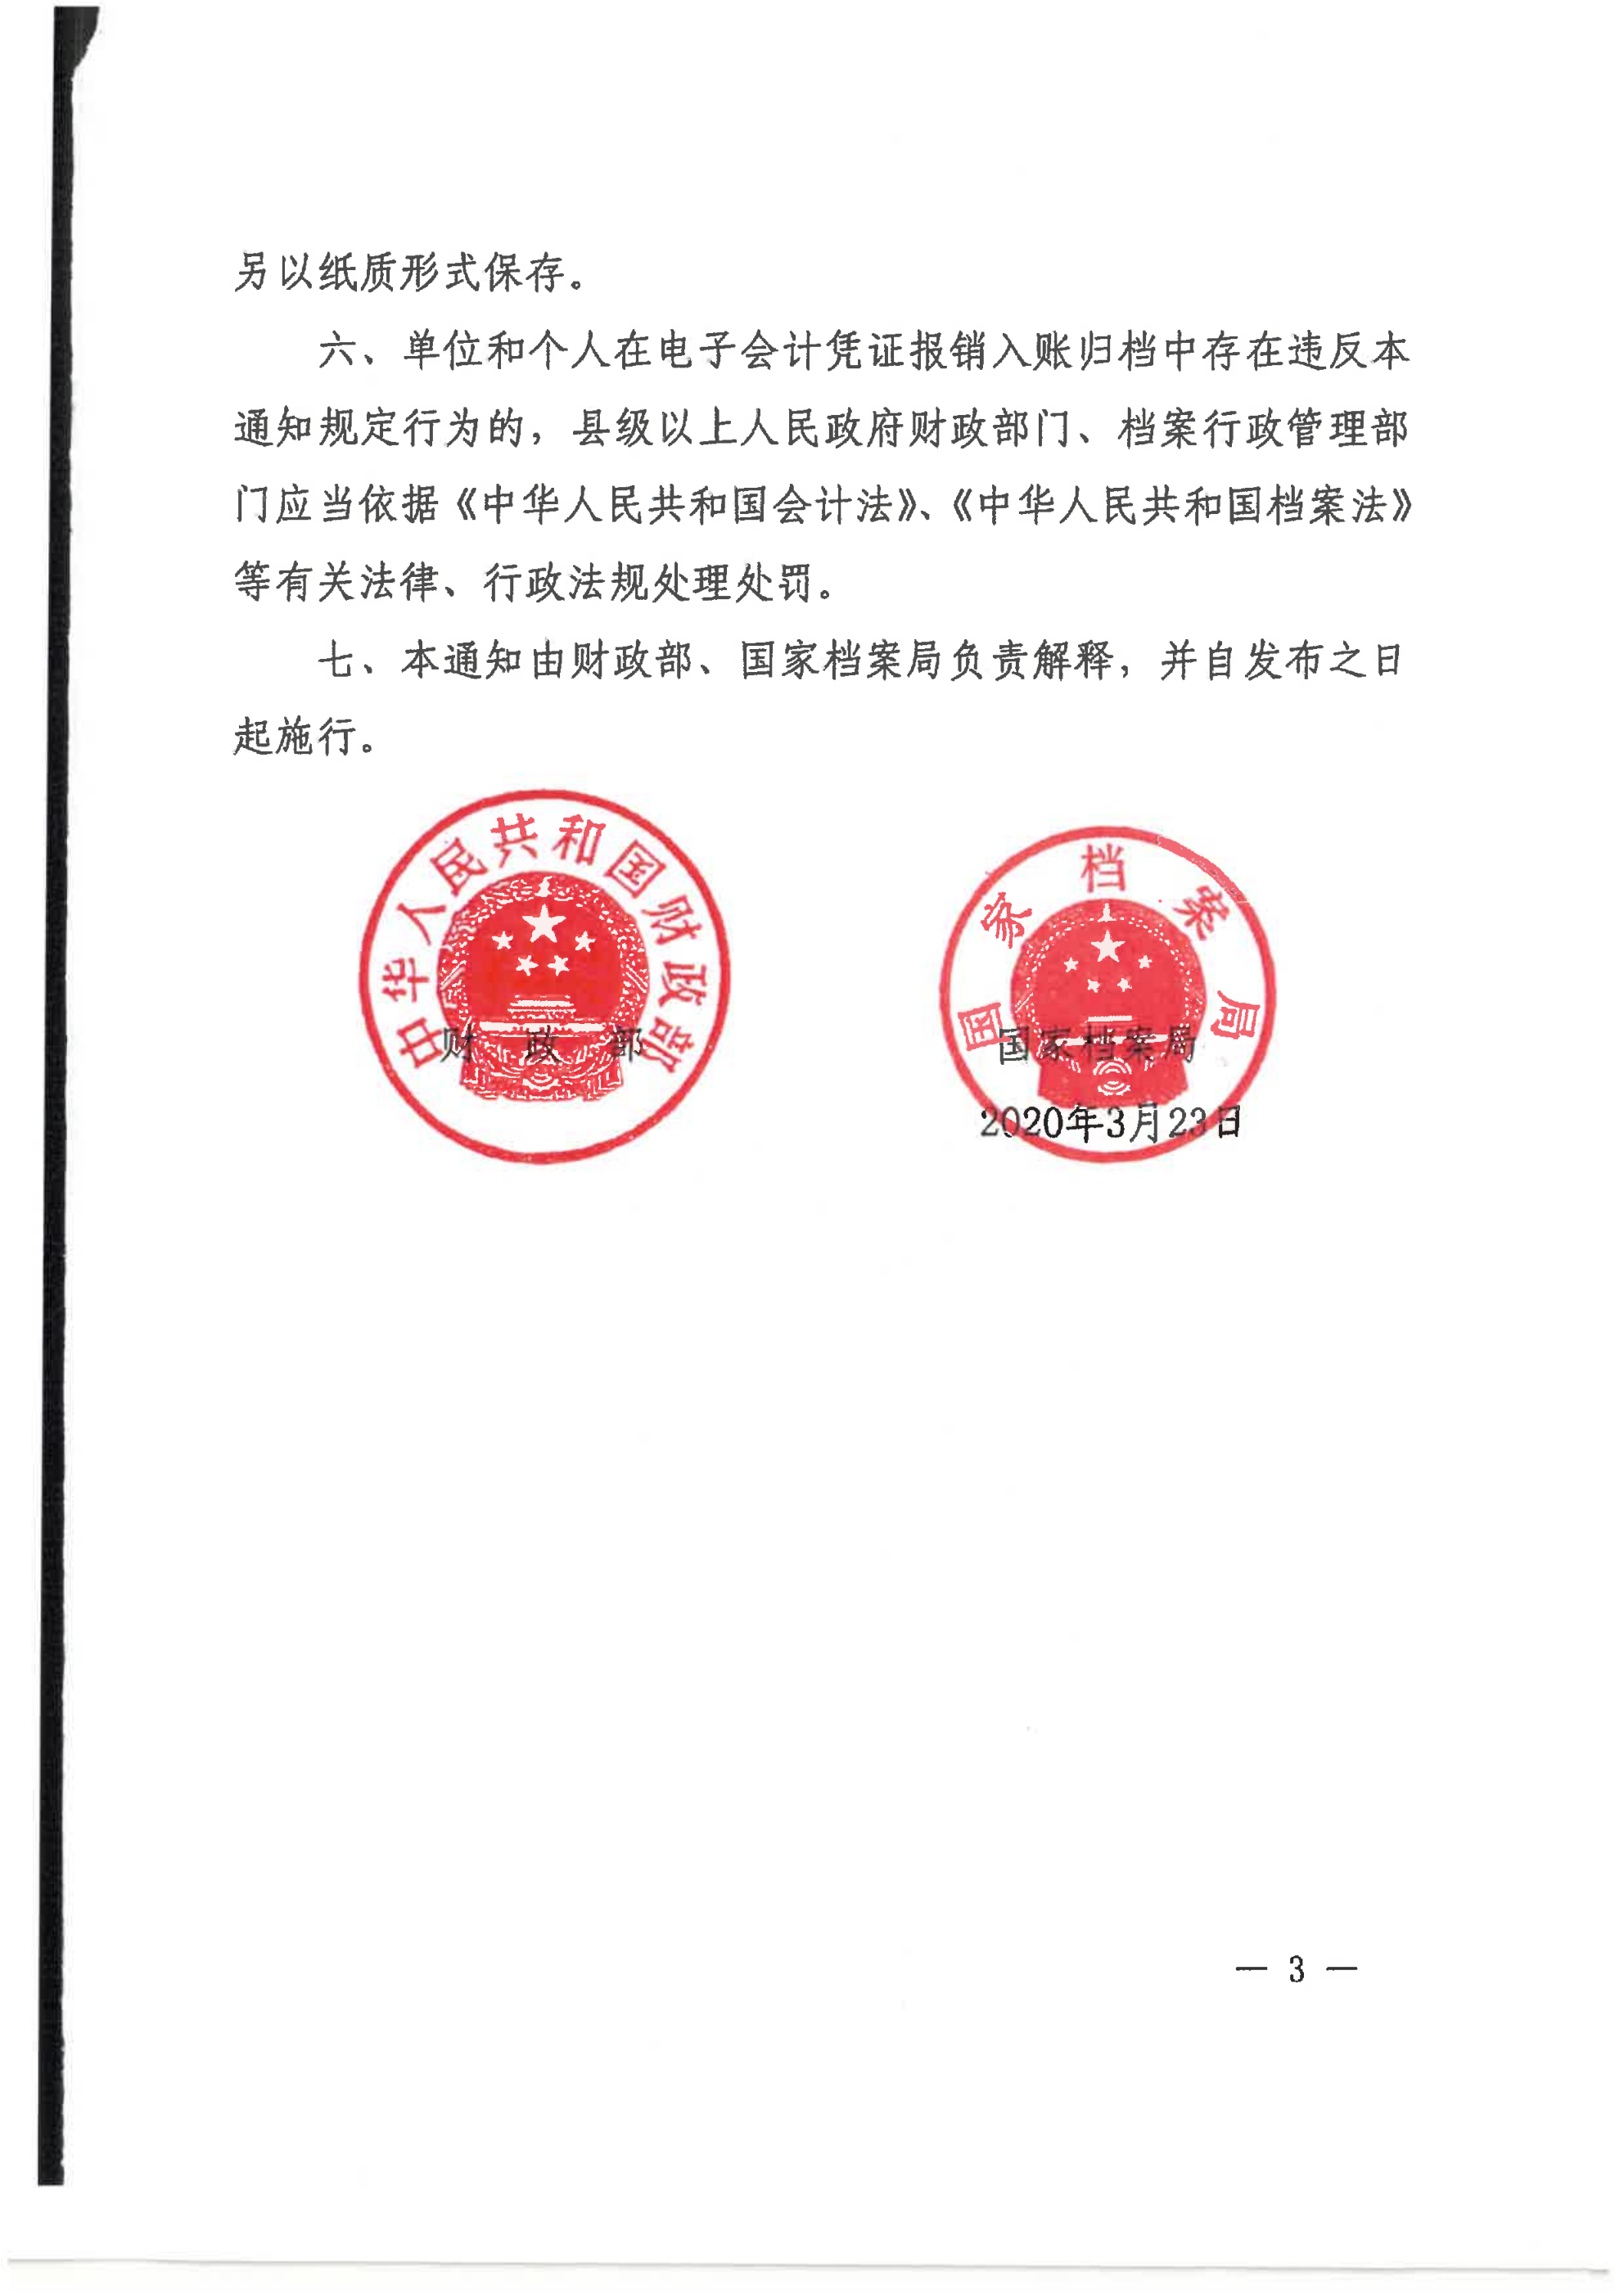 另以纸质形式保存。
六、单位和个人在电子会计凭证报销入账归档中存在违反本
通知规定行为的，县级以上人民政府财政部门、档案行政管理部
门应当依据《中华人民共和国会计法》、《中华人民共和国档案法》
等有关法律、行政法规处理处罚。
七、本通知由财政部、国家档案局负责解释，并自发布之日
起施行。
中华人民共和国财政部
国家档案局
财 政 部
国家档案局
2020年3月23日
— 3 —